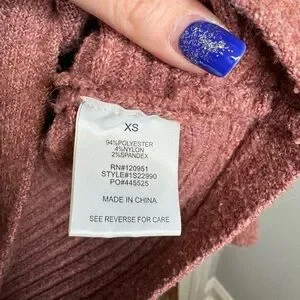 XS
94%POLYESTER
4%NYLON
2%SPANDEX
RN#120951
STYLE#1S22990
PO#445525
MADE IN CHINA
SEE REVERSE FOR CARE